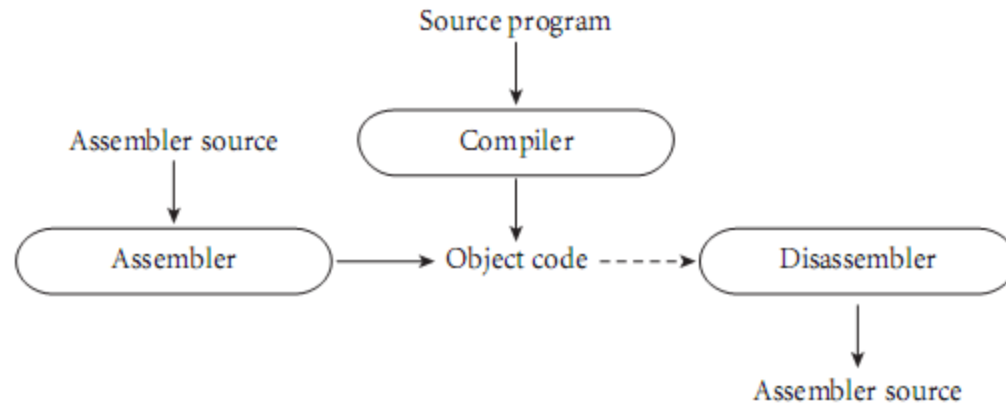 Source program
Compiler
Assembler source
Assembler
Object code
Disassembler
Assembler source